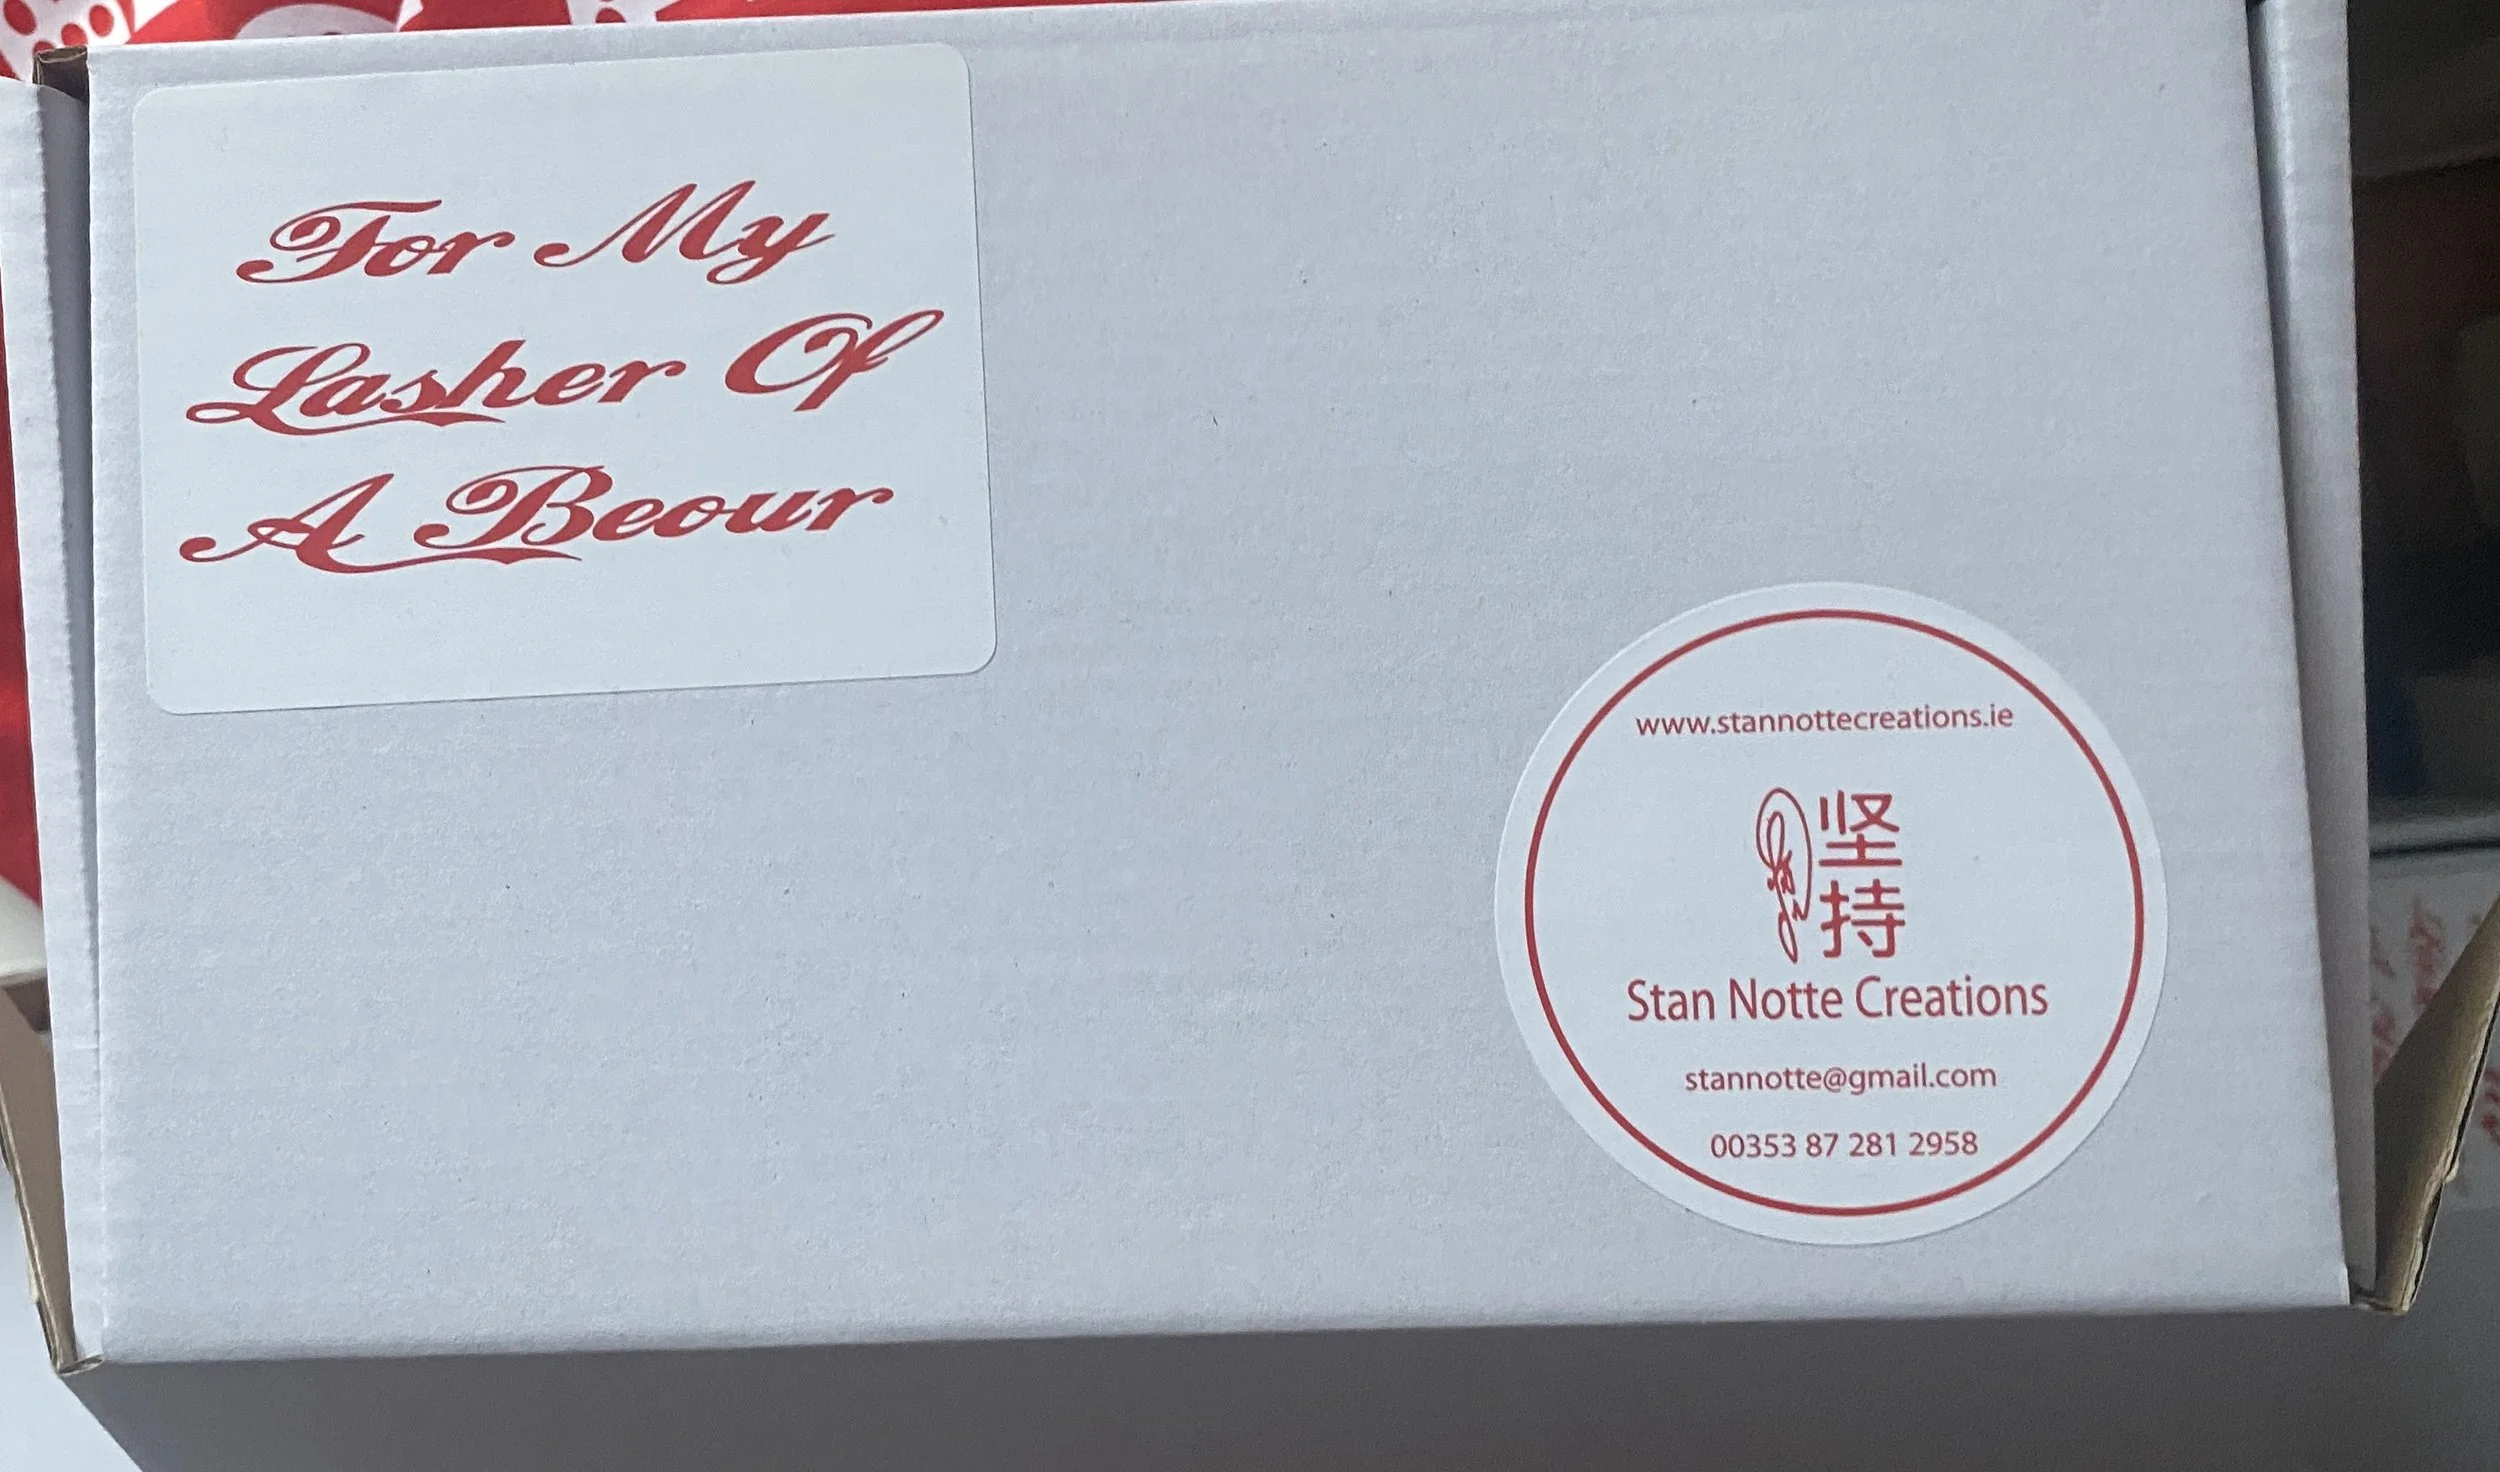 For My
Lasher Of
A Beour
www.stannottecreations.ie
坚
持
Stan Notte Creations
stannotte@gmail.com
00353 87 281 2958